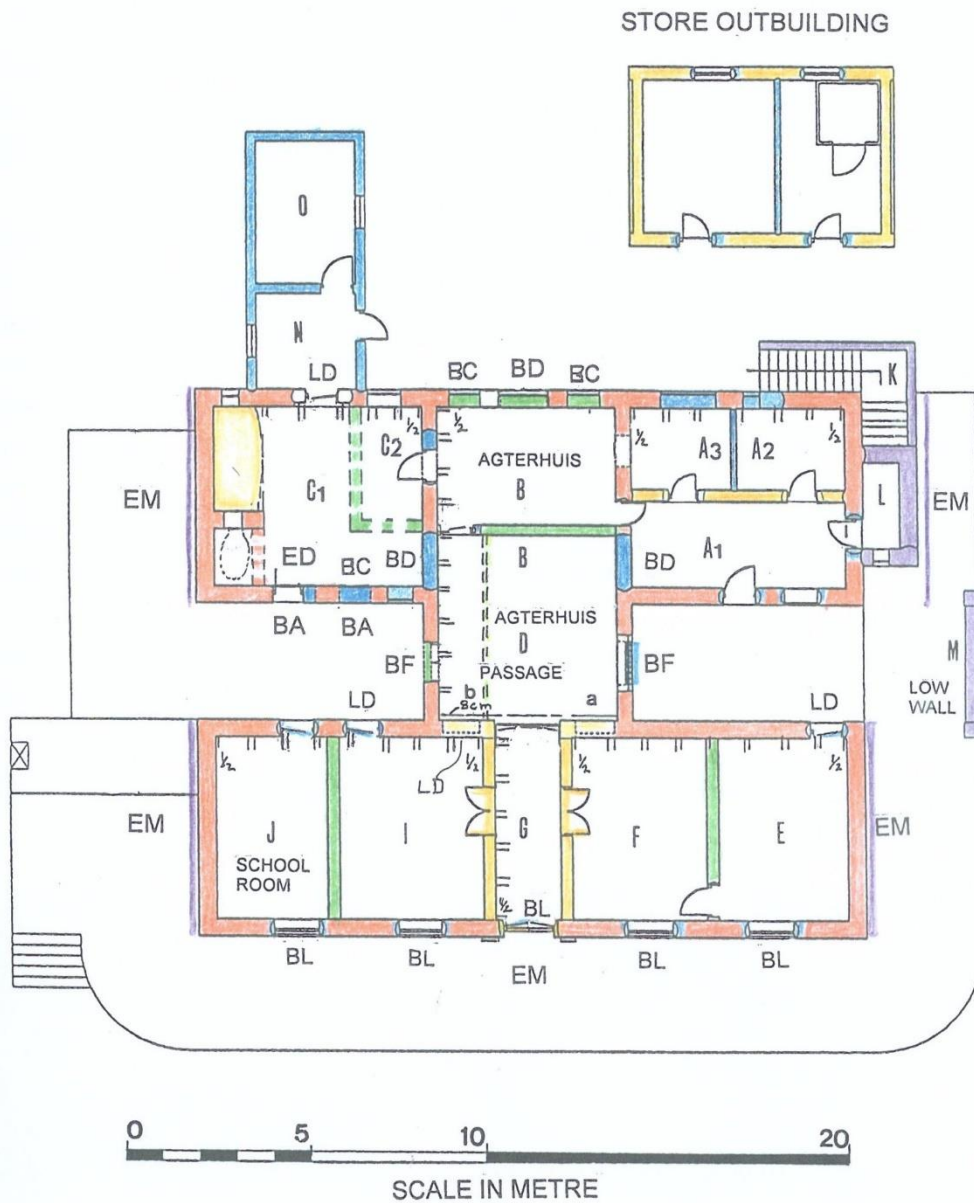 STORE OUTBUILDING
O
N
LD
BC
BD
BC
K
½
C2
½
AGTERHUIS
B
½
A3
A2
½
L
EM
C1
EM
ED
BC
BD
B
BD
A1
BA
BA
AGTERHUIS
BF
D
BF
M
PASSAGE
LOW
WALL
LD
b
8cm
a
LD
½
½
LD
½
½
EM
J
I
G
F
E
EM
SCHOOL
ROOM
½
BL
BL
BL
EM
BL
BL
0
5
10
20
SCALE IN METRE